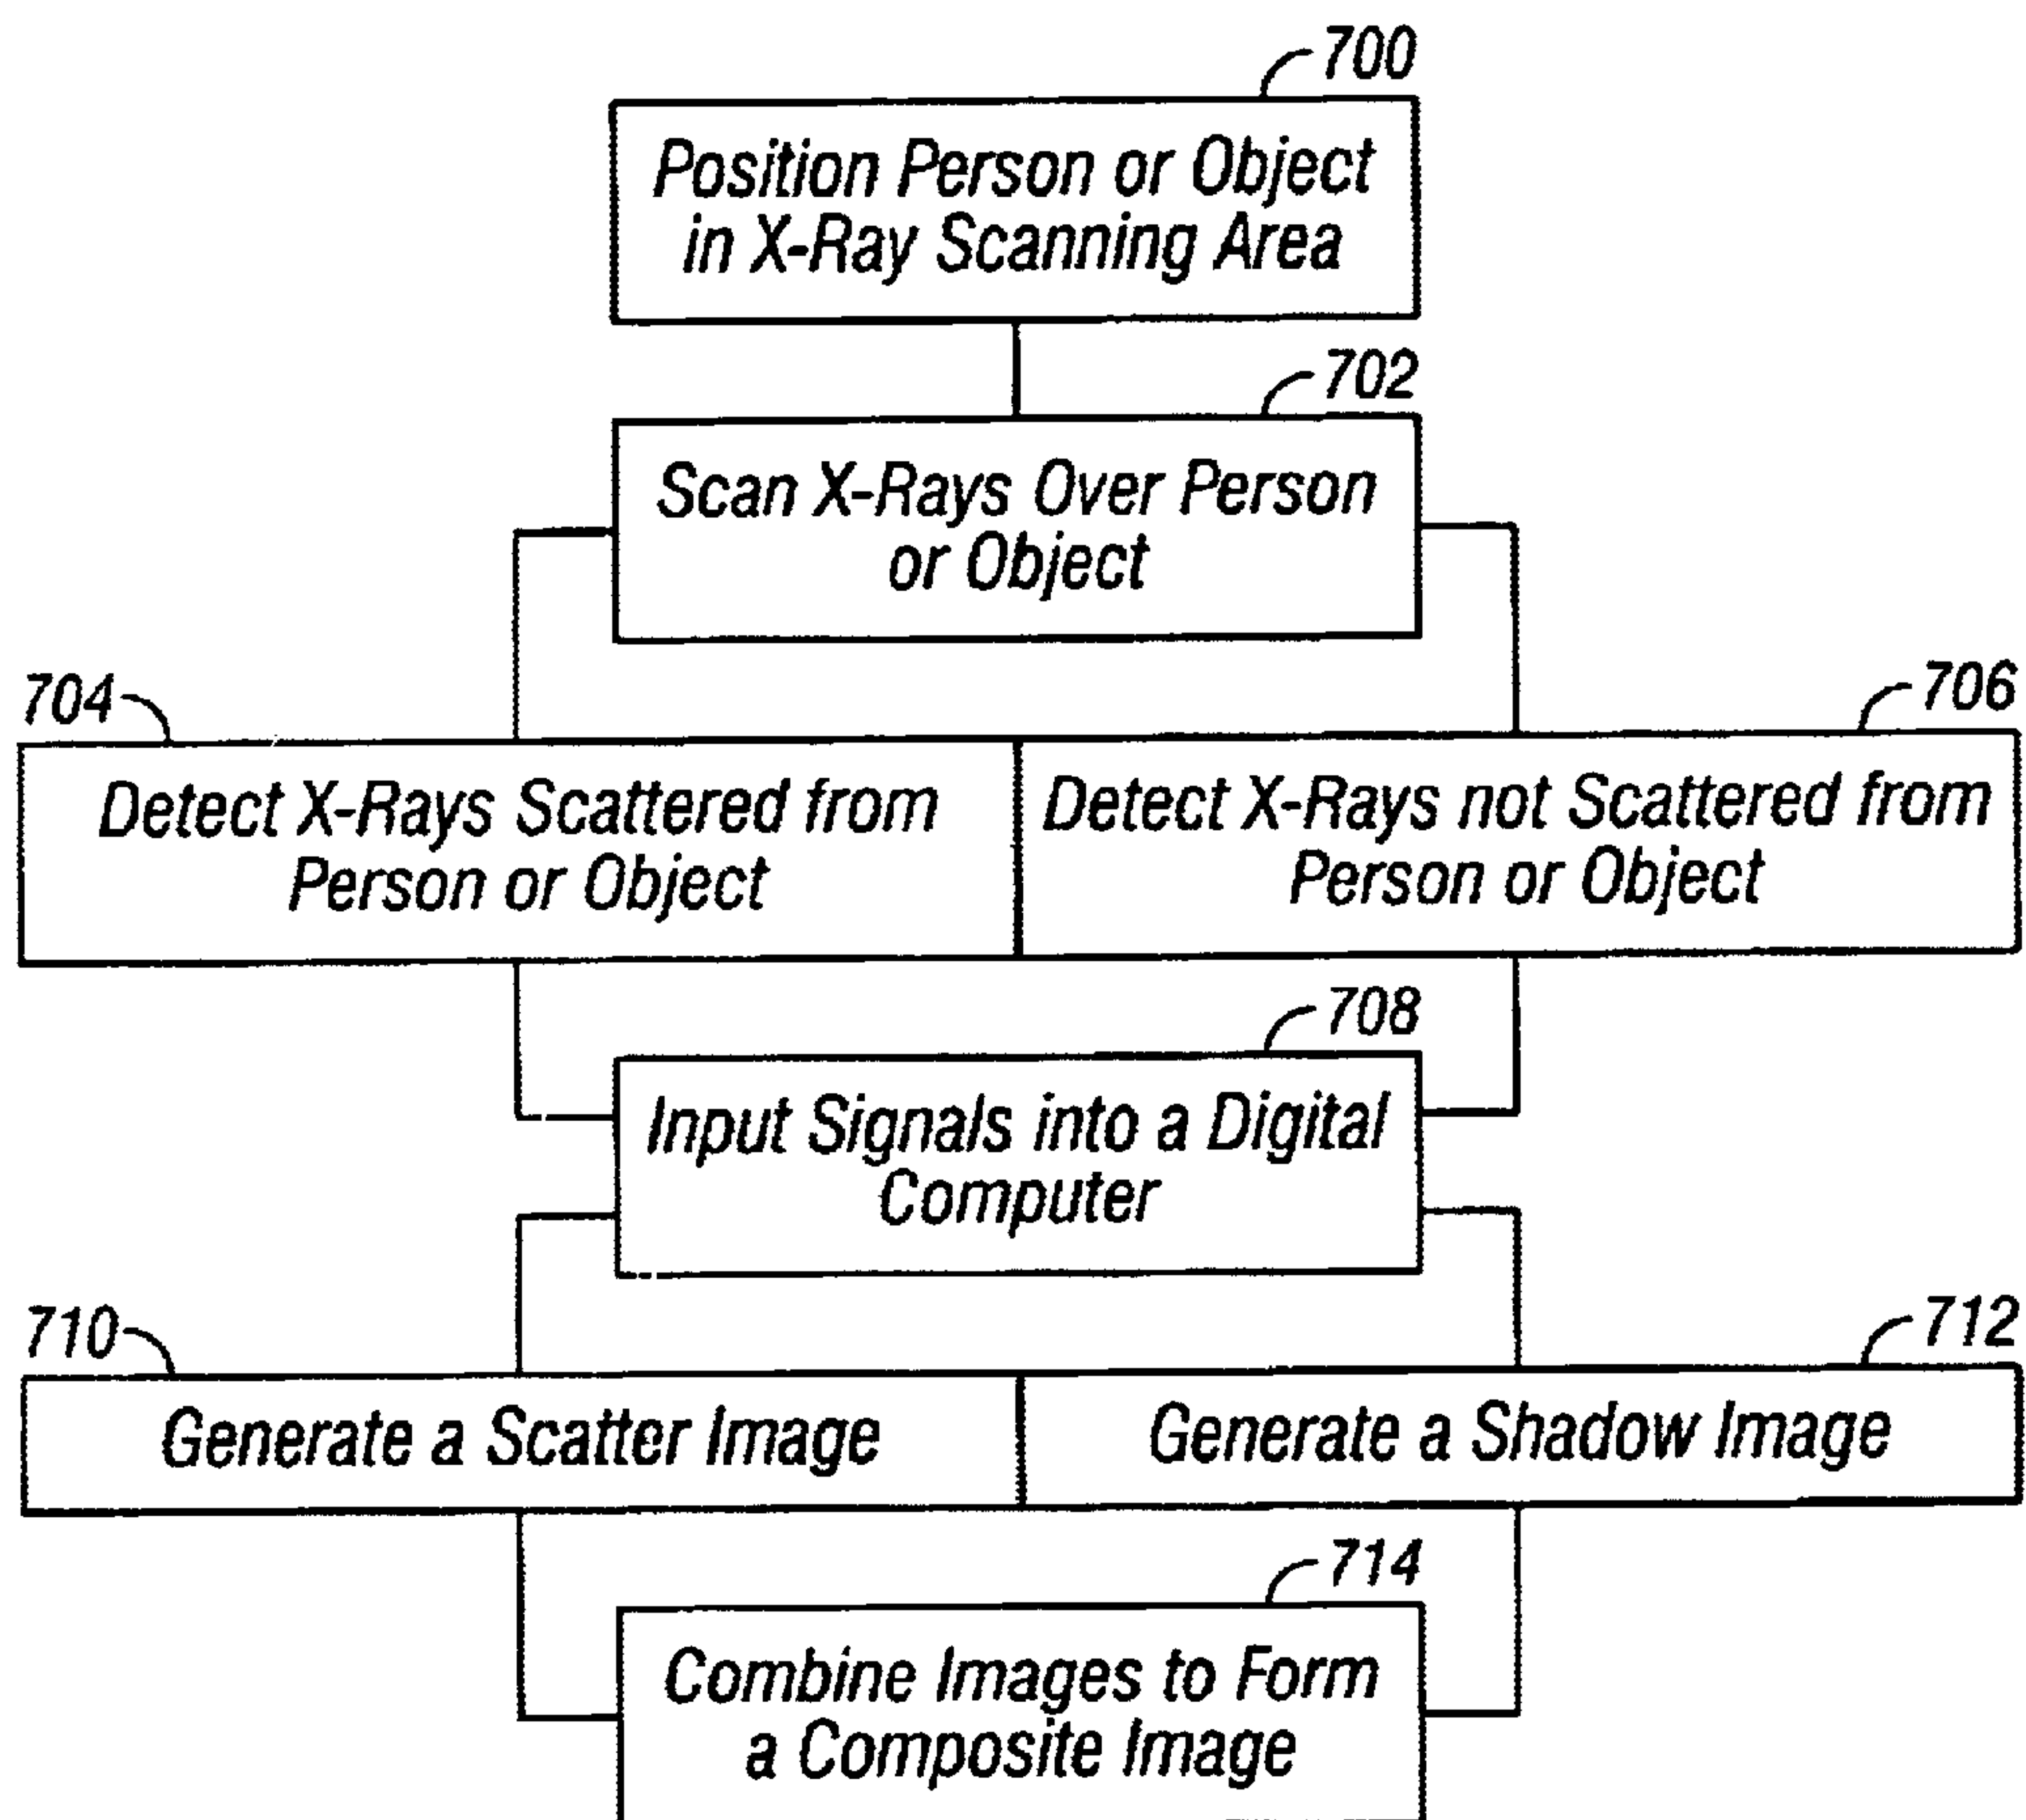 700
Position Person or Object
in X-Ray Scanning Area
702
Scan X-Rays Over Person
or Object
704
Detect X-Rays Scattered from
Person or Object
706
Detect X-Rays not Scattered from
Person or Object
708
Input Signals into a Digital
Computer
710
Generate a Scatter Image
712
Generate a Shadow Image
714
Combine Images to Form
a Composite Image